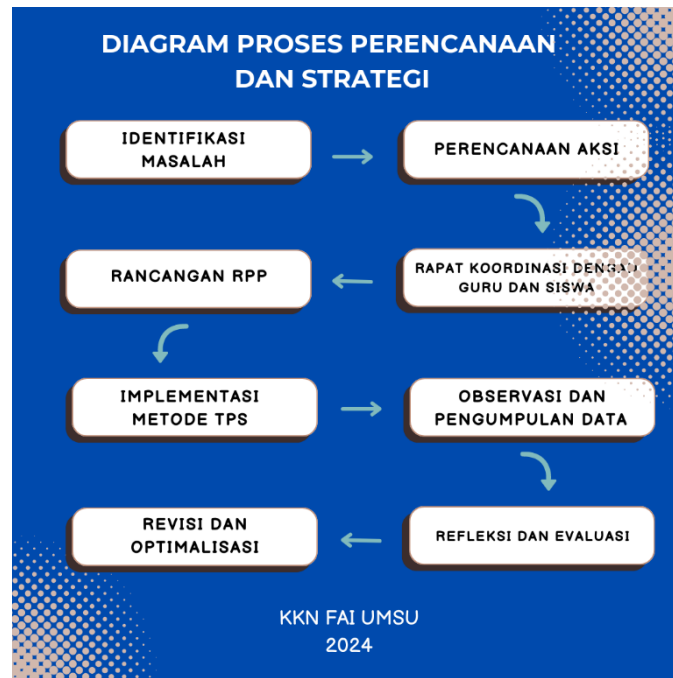 DIAGRAM PROSES PERENCANAAN
DAN STRATEGI
IDENTIFIKASI
MASALAH
PERENCANAAN AKSI
RAPAT KOORDINASI DENGAN
GURU DAN SISWA
RANCANGAN RPP
IMPLEMENTASI
METODE TPS
OBSERVASI DAN
PENGUMPULAN DATA
REFLEKSI DAN EVALUASI
REVISI DAN
OPTIMALISASI
KKN FAI UMSU
2024